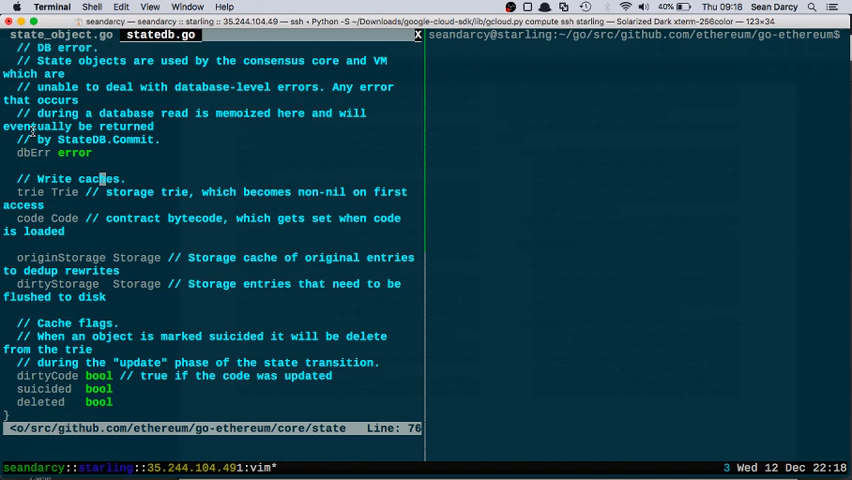 Terminal Shell Edit View Window Help 40% Thu 09:18 Sean Darcy
seandarcy :: starling :: 35.244.104.49 — ssh ‹ Python -S ~/Downloads/google-cloud-sdk/lib/gcloud.py compute ssh starling — Solarized Dark xterm-256color — 123×34
state_object.go statedb.go X seandarcy@starling:~/go/src/github.com/ethereum/go-ethereum$
// DB error.
// State objects are used by the consensus core and VM
which are
// unable to deal with database-level errors. Any error
that occurs
// during a database read is memoized here and will
eventually be returned
// by StateDB.Commit.
dbErr error
// Write caches.
trie Trie // storage trie, which becomes non-nil on first
access
code Code // contract bytecode, which gets set when code
is loaded
originStorage Storage // Storage cache of original entries
to dedup rewrites
dirtyStorage Storage // Storage entries that need to be
flushed to disk
// Cache flags.
// When an object is marked suicided it will be delete
from the trie
// during the "update" phase of the state transition.
dirtyCode bool // true if the code was updated
suicided bool
deleted bool
}
<o/src/github.com/ethereum/go-ethereum/core/state Line: 76
seandarcy::starling::35.244.104.491:vim* 3 Wed 12 Dec 22:18